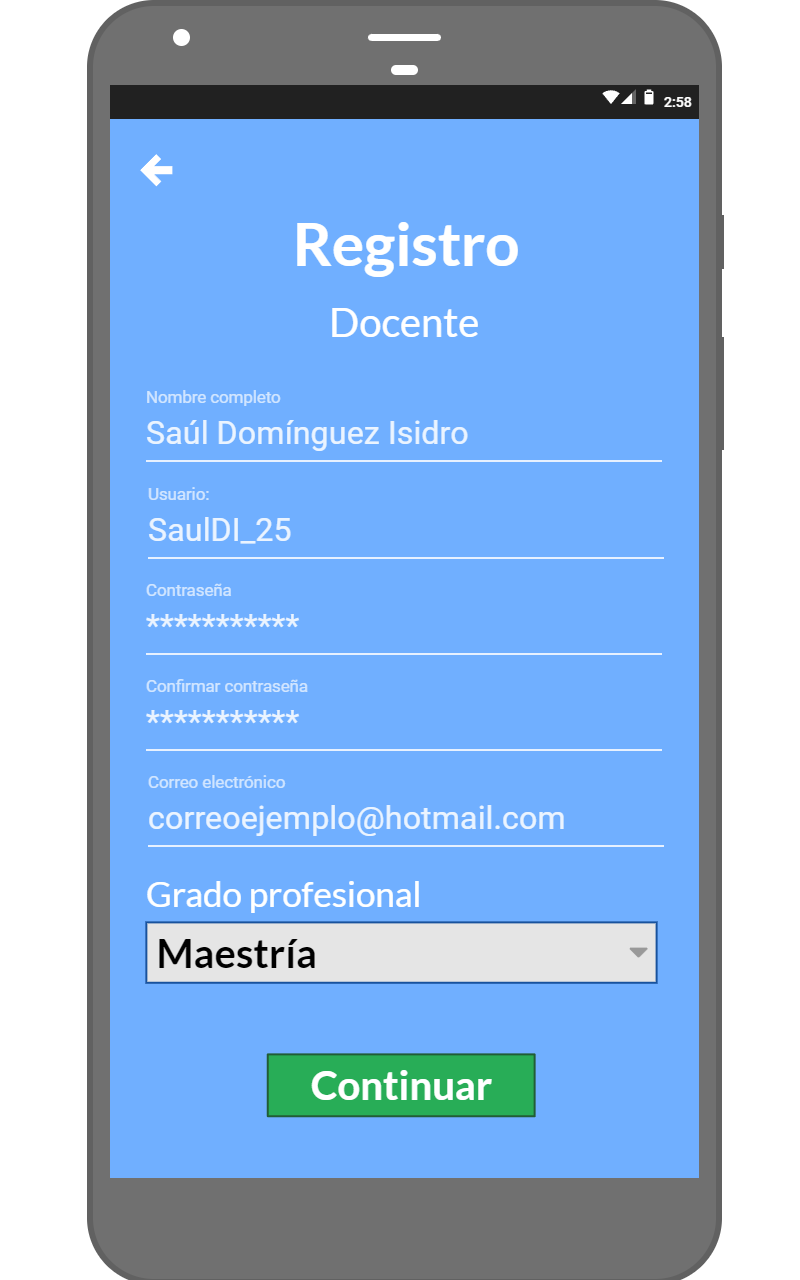 2:58
Registro
Docente
Nombre completo
Saúl Domínguez Isidro
Usuario:
SaulDI_25
Contraseña
***********
Confirmar contraseña
***********
Correo electrónico
correoejemplo@hotmail.com
Grado profesional
Maestría
Continuar